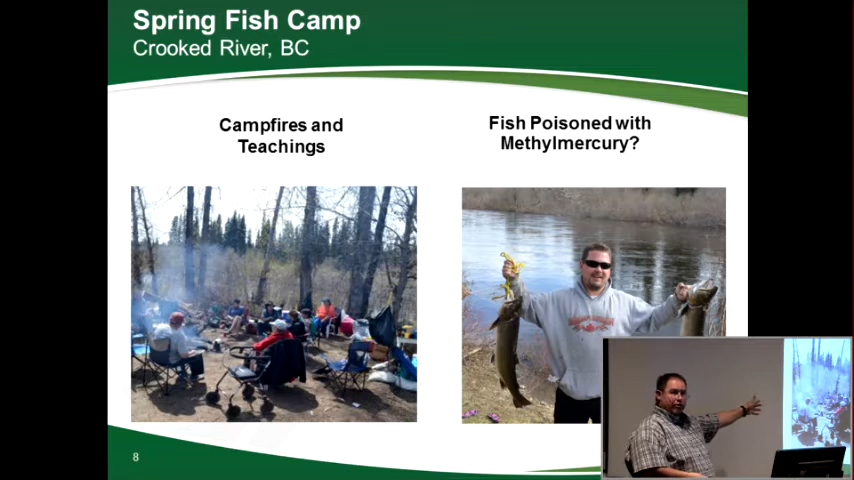 Spring Fish Camp
Crooked River, BC
Campfires and
Teachings
Fish Poisoned with
Methylmercury?
8